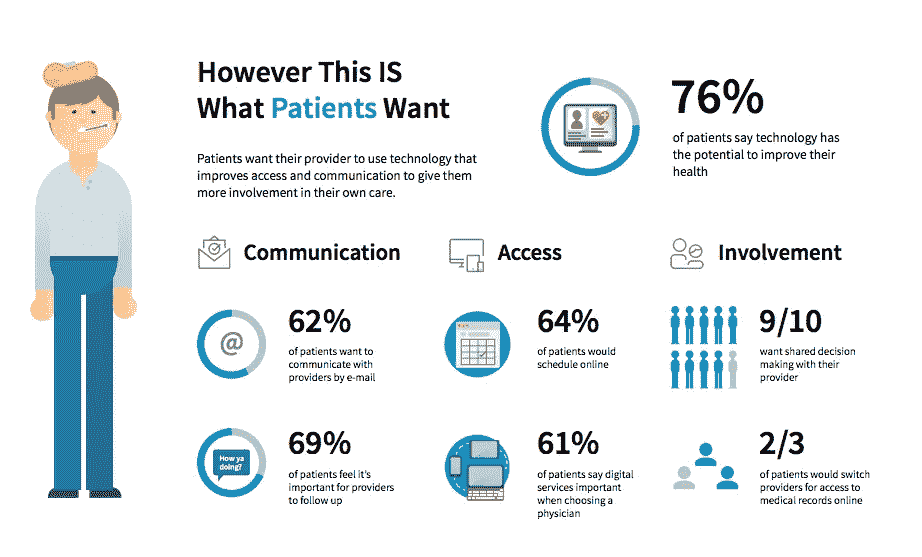 However This IS
What Patients Want
Patients want their provider to use technology that
improves access and communication to give them
more involvement in their own care.
76%
of patients say technology has
the potential to improve their
health
Communication
62%
of patients want to
communicate with
providers by e-mail
@
69%
of patients feel it's
important for providers
to follow up
How ya
doing?
Access
64%
of patients would
schedule online
61%
of patients say digital
services important
when choosing a
physician
Involvement
9/10
want shared decision
making with their
provider
2/3
of patients would switch
providers for access to
medical records online